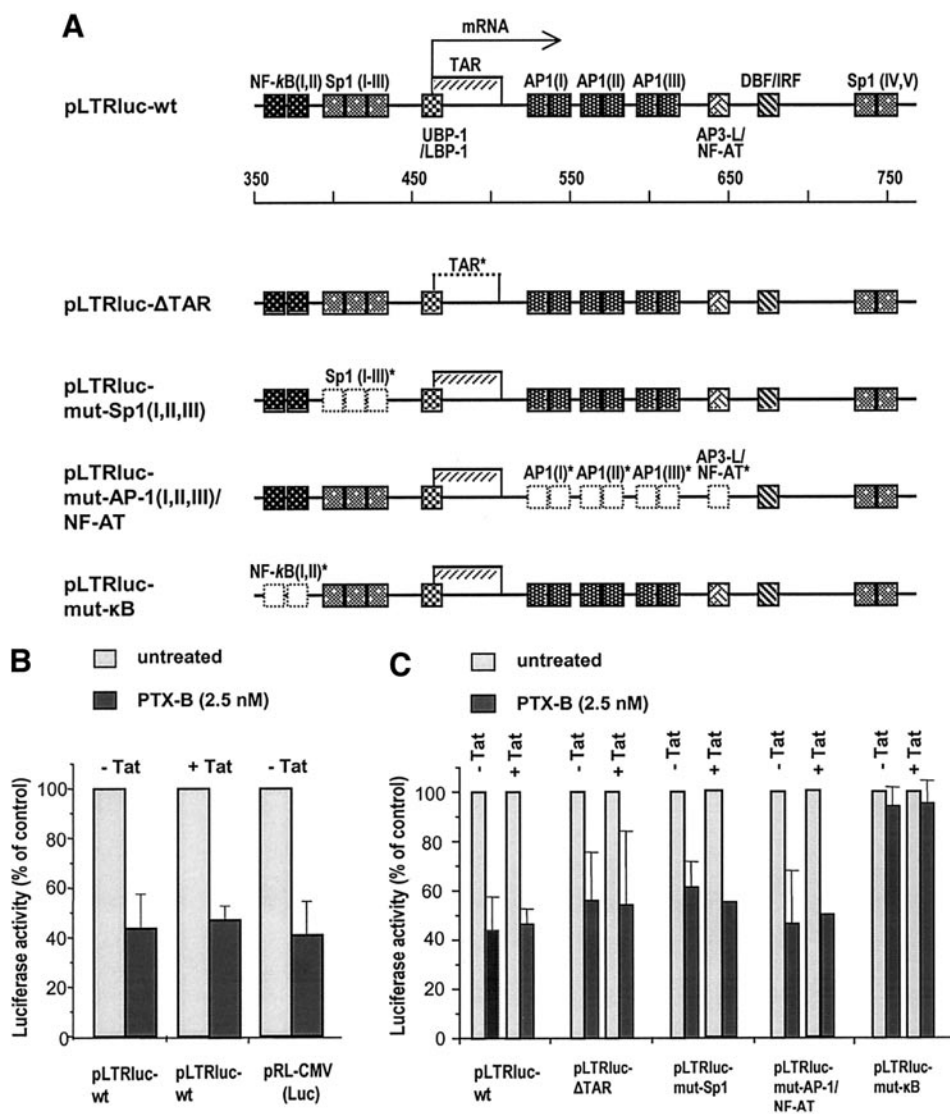 A
mRNA
NF-kB(I,II) Sp1 (I-III) TAR AP1(I) AP1(II) AP1(III) DBF/IRF Sp1 (IV,V)
pLTRluc-wt
UBP-1
/LBP-1
AP3-L/
NF-AT
350 450 550 650 750
TAR*
pLTRluc-ΔTAR
Sp1 (I-III)*
pLTRluc-
mut-Sp1(I,II,III)
AP1(I)* AP1(II)* AP1(III)* AP3-L/
NF-AT*
pLTRluc-
mut-AP-1(I,II,III)/
NF-AT
NF-kB(I,II)*
pLTRluc-
mut-κB
B
untreated
PTX-B (2.5 nM)
- Tat + Tat - Tat
Luciferase activity (% of control)
100
80
60
40
20
0
pLTRluc-
wt
pLTRluc-
wt
pRL-CMV
(Luc)
C
untreated
PTX-B (2.5 nM)
- Tat + Tat - Tat + Tat - Tat + Tat - Tat + Tat - Tat + Tat
Luciferase activity (% of control)
100
80
60
40
20
0
pLTRluc-
wt
pLTRluc-
ΔTAR
pLTRluc-
mut-Sp1
pLTRluc-
mut-AP-1/
NF-AT
pLTRluc-
mut-κB